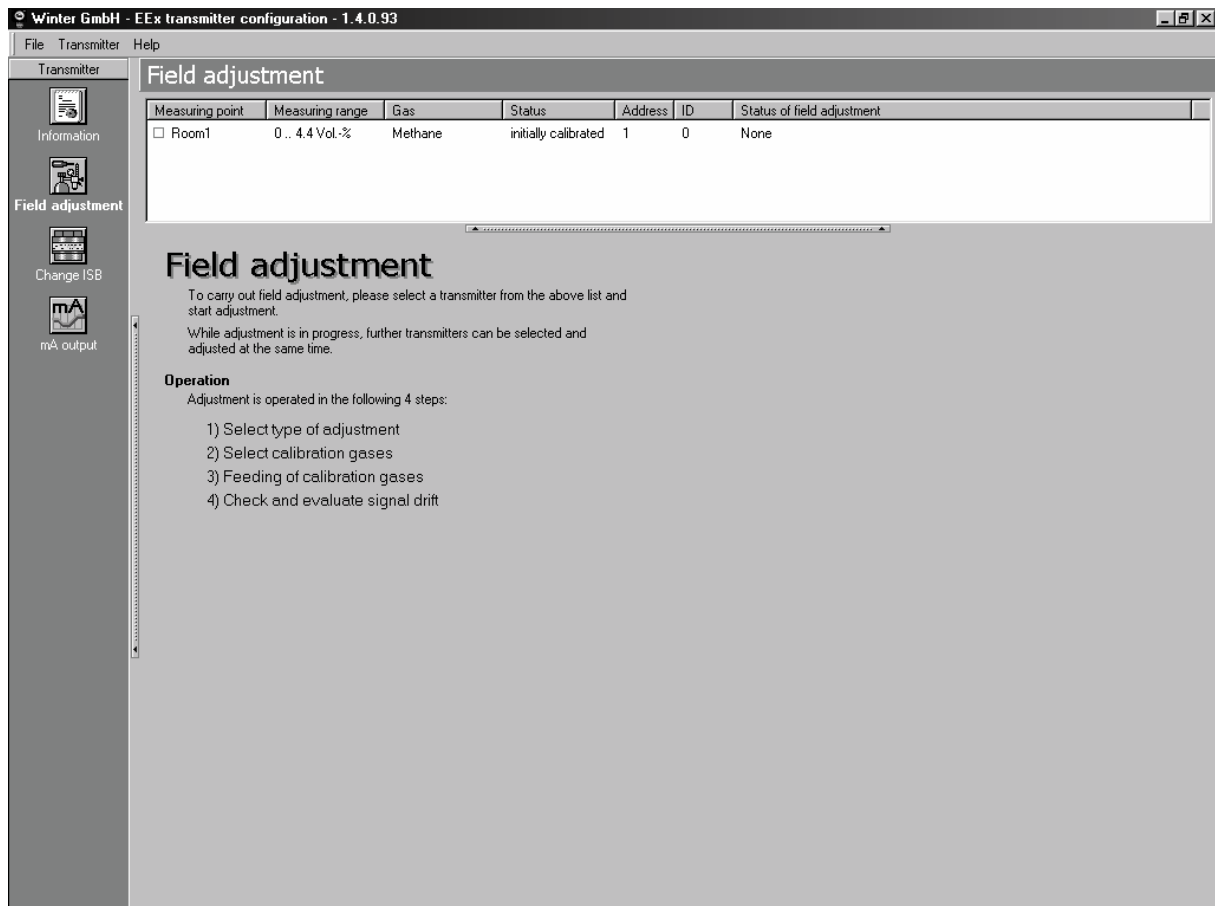 Winter GmbH - EEx transmitter configuration - 1.4.0.93
File Transmitter Help
Transmitter
Information
Field adjustment
Change ISB
mA
mA output
Field adjustment
Measuring point Measuring range Gas Status Address ID Status of field adjustment
Room1 0 .. 4.4 Vol.-% Methane initially calibrated 1 0 None
Field adjustment
To carry out field adjustment, please select a transmitter from the above list and
start adjustment.
While adjustment is in progress, further transmitters can be selected and
adjusted at the same time.
Operation
Adjustment is operated in the following 4 steps:
1) Select type of adjustment
2) Select calibration gases
3) Feeding of calibration gases
4) Check and evaluate signal drift